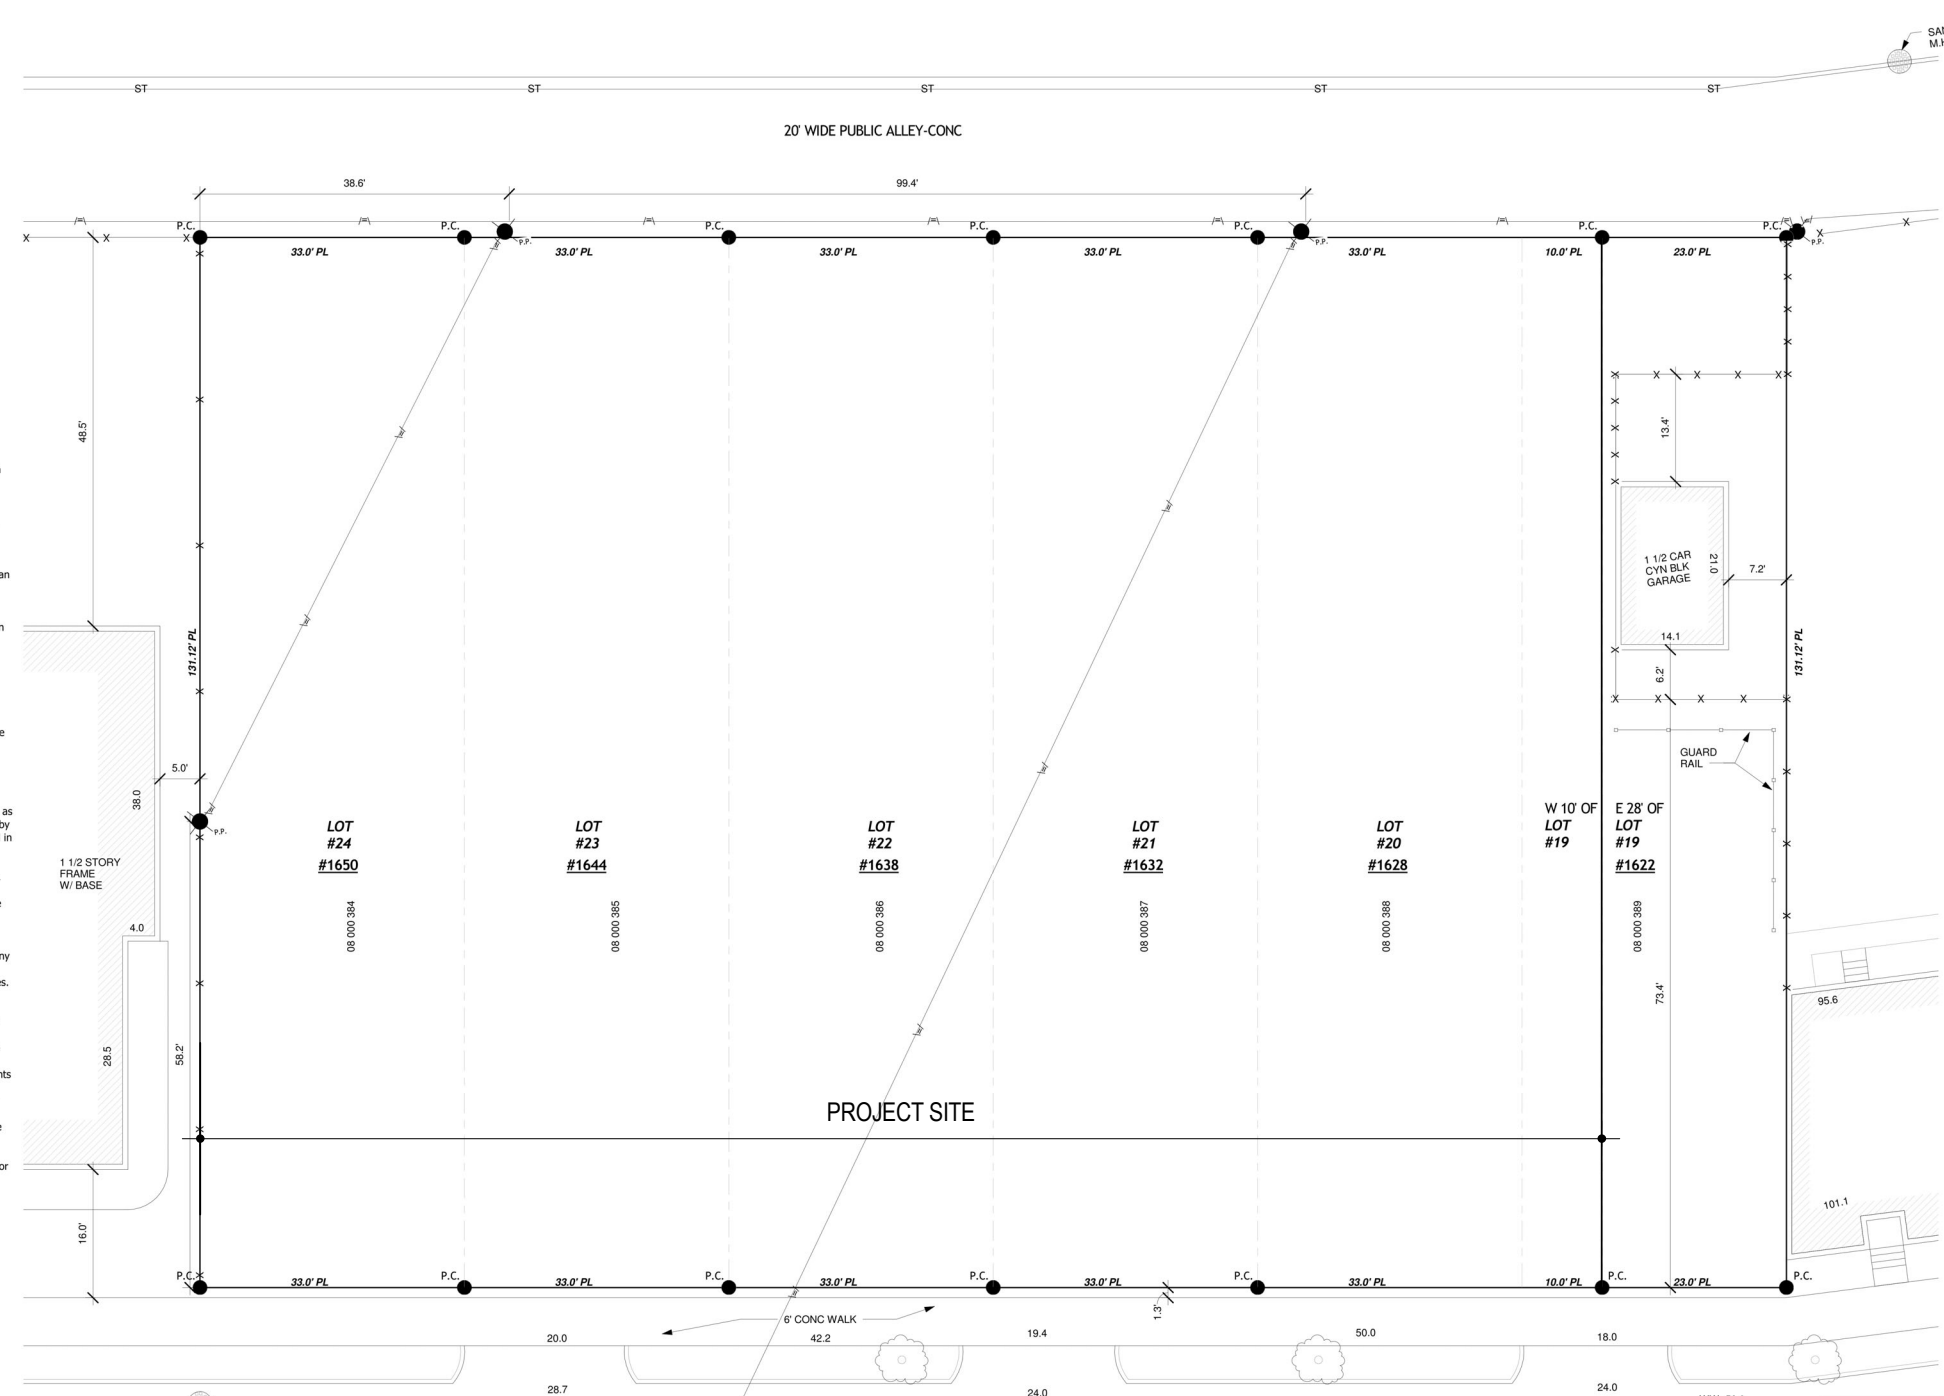 SAN
M.H
ST
ST
ST
ST
ST
20' WIDE PUBLIC ALLEY-CONC
38.6'
99.4'
P.C.
P.C.
P.C.
P.C.
P.C.
P.C.
P.C.
P.P.
P.P.
P.P.
33.0' PL
33.0' PL
33.0' PL
33.0' PL
33.0' PL
10.0' PL
23.0' PL
48.5'
13.4'
an
1 1/2 CAR
CYN BLK
GARAGE
21.0
7.2'
14.1
131.12' PL
131.12' PL
6.2'
GUARD
RAIL
5.0'
38.0
as
by
in
P.P.
1 1/2 STORY
FRAME
W/ BASE
LOT
#24
#1650
LOT
#23
#1644
LOT
#22
#1638
LOT
#21
#1632
LOT
#20
#1628
W 10' OF
LOT
#19
E 28' OF
LOT
#19
#1622
08 000 384
08 000 385
08 000 386
08 000 387
08 000 388
08 000 389
4.0
ny
s.
73.4'
95.6
28.5
58.2'
nts
PROJECT SITE
or
16.0'
101.1
P.C.
P.C.
P.C.
P.C.
P.C.
P.C.
P.C.
33.0' PL
33.0' PL
33.0' PL
33.0' PL
33.0' PL
10.0' PL
23.0' PL
1.3'
6' CONC WALK
20.0
42.2
19.4
50.0
18.0
28.7
24.0
24.0